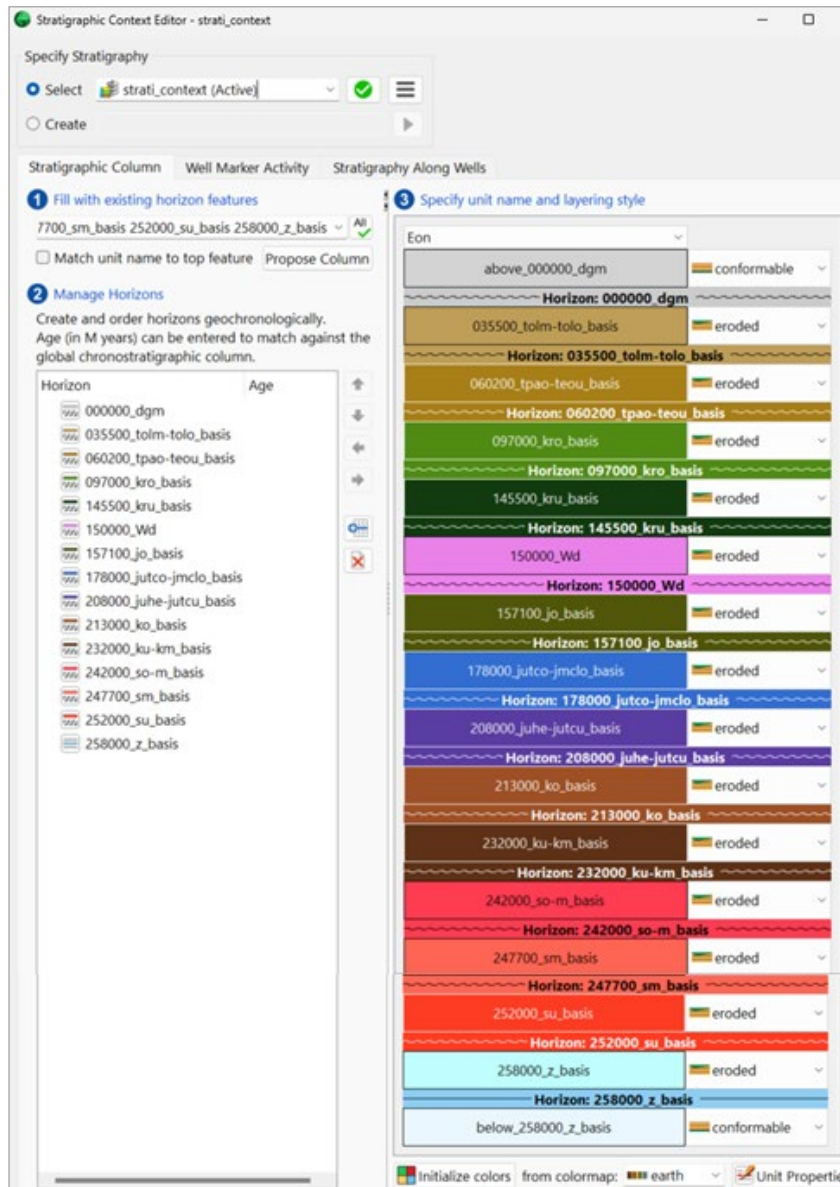 Stratigraphic Context Editor - strati_context
Specify Stratigraphy
Select strati_context (Active)
Create
Stratigraphic Column Well Marker Activity Stratigraphy Along Wells
1 Fill with existing horizon features
7700_sm_basis 252000_su_basis 258000_z_basis All
Match unit name to top feature Propose Column
2 Manage Horizons
Create and order horizons geochronologically.
Age (in M years) can be entered to match against the
global chronostratigraphic column.
Horizon Age
000000_dgm
035500_tolm-tolo_basis
060200_tpao-teou_basis
097000_kro_basis
145500_kru_basis
150000_Wd
157100_jo_basis
178000_jutco-jmclo_basis
208000_juhe-jutcu_basis
213000_ko_basis
232000_ku-km_basis
242000_so-m_basis
247700_sm_basis
252000_su_basis
258000_z_basis
3 Specify unit name and layering style
Eon
above_000000_dgm conformable
Horizon: 000000_dgm
035500_tolm-tolo_basis eroded
Horizon: 035500_tolm-tolo_basis
060200_tpao-teou_basis eroded
Horizon: 060200_tpao-teou_basis
097000_kro_basis eroded
Horizon: 097000_kro_basis
145500_kru_basis eroded
Horizon: 145500_kru_basis
150000_Wd eroded
Horizon: 150000_Wd
157100_jo_basis eroded
Horizon: 157100_jo_basis
178000_jutco-jmclo_basis eroded
Horizon: 178000_jutco-jmclo_basis
208000_juhe-jutcu_basis eroded
Horizon: 208000_juhe-jutcu_basis
213000_ko_basis eroded
Horizon: 213000_ko_basis
232000_ku-km_basis eroded
Horizon: 232000_ku-km_basis
242000_so-m_basis eroded
Horizon: 242000_so-m_basis
247700_sm_basis eroded
Horizon: 247700_sm_basis
252000_su_basis eroded
Horizon: 252000_su_basis
258000_z_basis eroded
Horizon: 258000_z_basis
below_258000_z_basis conformable
Initialize colors from colormap: earth Unit Propertie